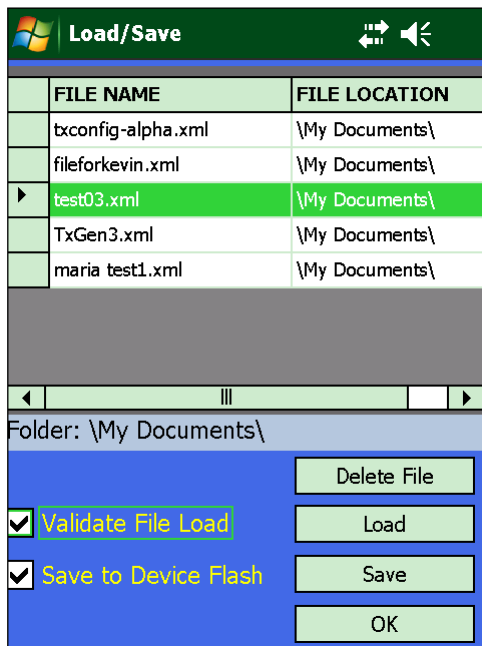 Load/Save
FILE NAME FILE LOCATION
txconfig-alpha.xml \My Documents\
fileforkevin.xml \My Documents\
test03.xml \My Documents\
TxGen3.xml \My Documents\
maria test1.xml \My Documents\
Folder: \My Documents\
Delete File
Validate File Load Load
Save to Device Flash Save
OK